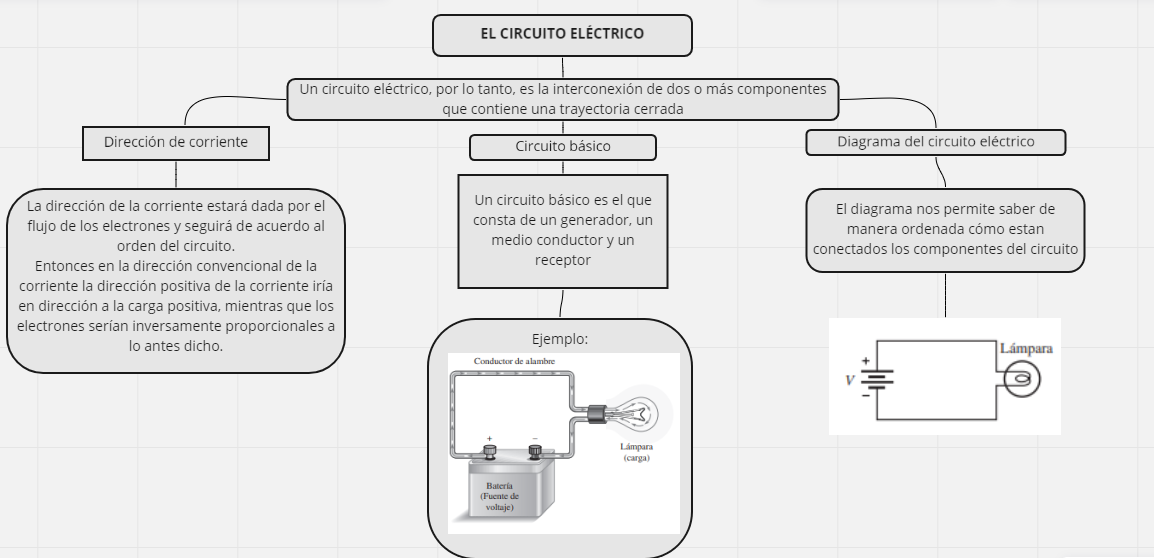 EL CIRCUITO ELÉCTRICO
Un circuito eléctrico, por lo tanto, es la interconexión de dos o más componentes
que contiene una trayectoria cerrada
Dirección de corriente
La dirección de la corriente estará dada por el
flujo de los electrones y seguirá de acuerdo al
orden del circuito.
Entonces en la dirección convencional de la
corriente la dirección positiva de la corriente iría
en dirección a la carga positiva, mientras que los
electrones serían inversamente proporcionales a
lo antes dicho.
Circuito básico
Un circuito básico es el que
consta de un generador, un
medio conductor y un
receptor
Ejemplo:
Conductor de alambre
+ −
Lámpara
(carga)
Batería
(Fuente de
voltaje)
Diagrama del circuito eléctrico
El diagrama nos permite saber de
manera ordenada cómo estan
conectados los componentes del circuito
Lámpara
+
V
−